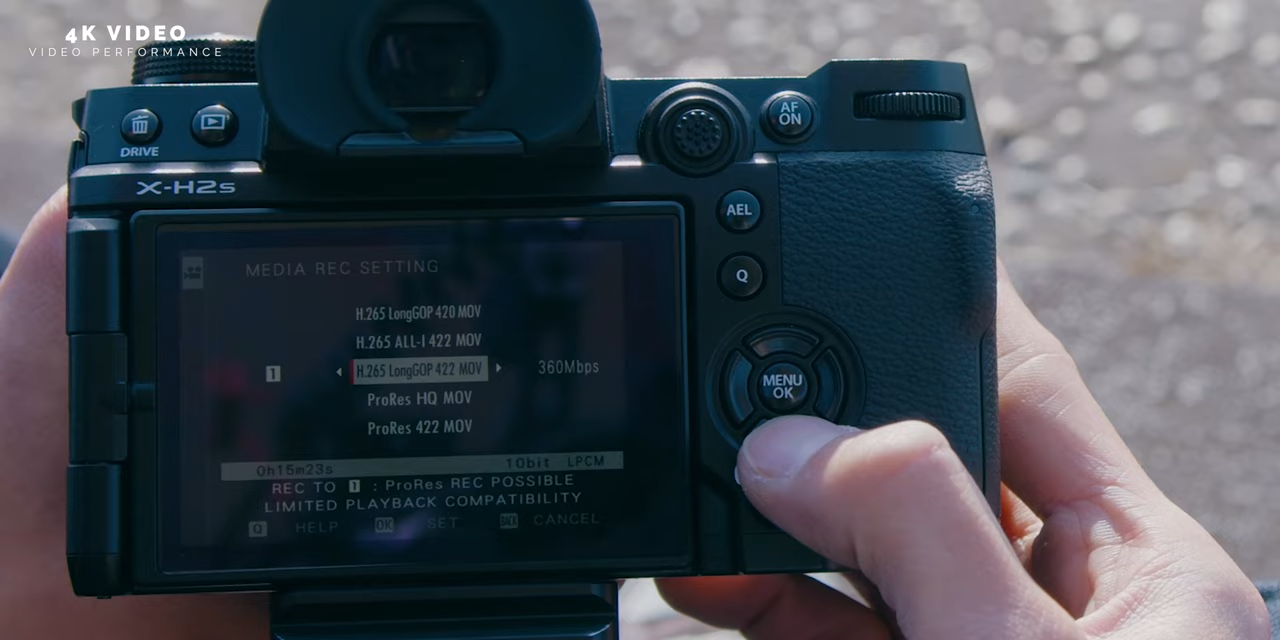 4K VIDEO
VIDEO PERFORMANCE
DRIVE
AF
ON
X-H2S
AEL
Q
MENU
OK
MEDIA REC SETTING
H.265 LongGOP 420 MOV
H.265 ALL-I 422 MOV
1 H.265 LongGOP 422 MOV 360Mbps
ProRes HQ MOV
ProRes 422 MOV
0h15m23s 10bit LPCM
REC TO 1 : ProRes REC POSSIBLE
LIMITED PLAYBACK COMPATIBILITY
Q HELP OK SET BACK CANCEL